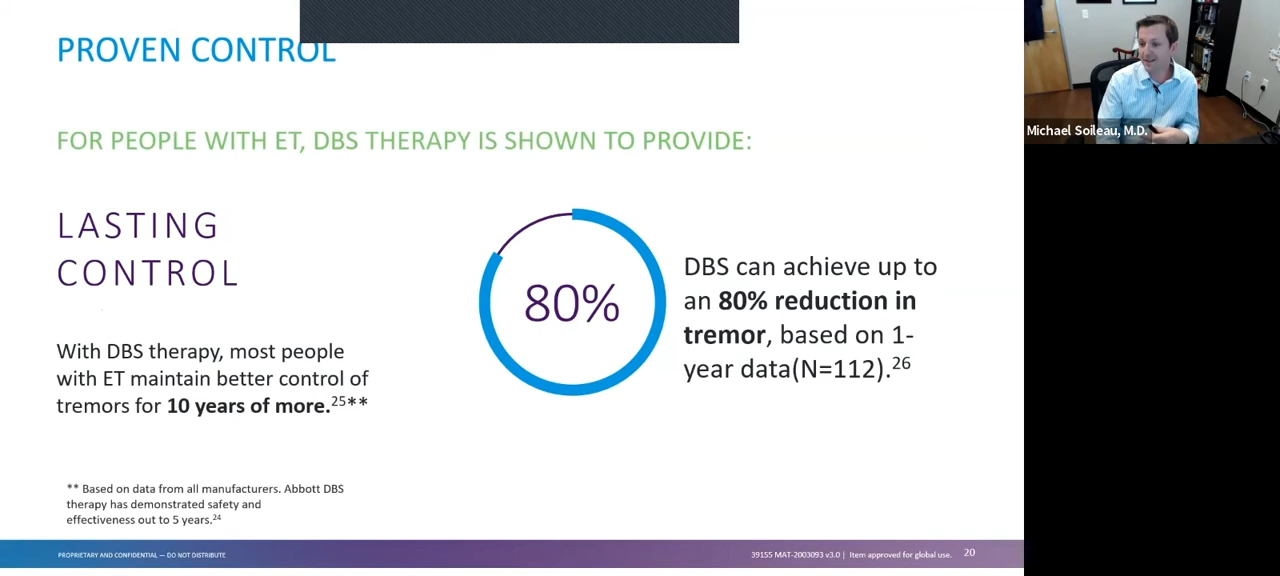 PROVEN CONTROL
FOR PEOPLE WITH ET, DBS THERAPY IS SHOWN TO PROVIDE:
LASTING
CONTROL
With DBS therapy, most people
with ET maintain better control of
tremors for 10 years of more.25**
** Based on data from all manufacturers. Abbott DBS
therapy has demonstrated safety and
effectiveness out to 5 years.24
80%
DBS can achieve up to
an 80% reduction in
tremor, based on 1-
year data(N=112).26
PROPRIETARY AND CONFIDENTIAL — DO NOT DISTRIBUTE
39155 MAT-2003093 v3.0 | Item approved for global use.
20
Michael Soileau, M.D.